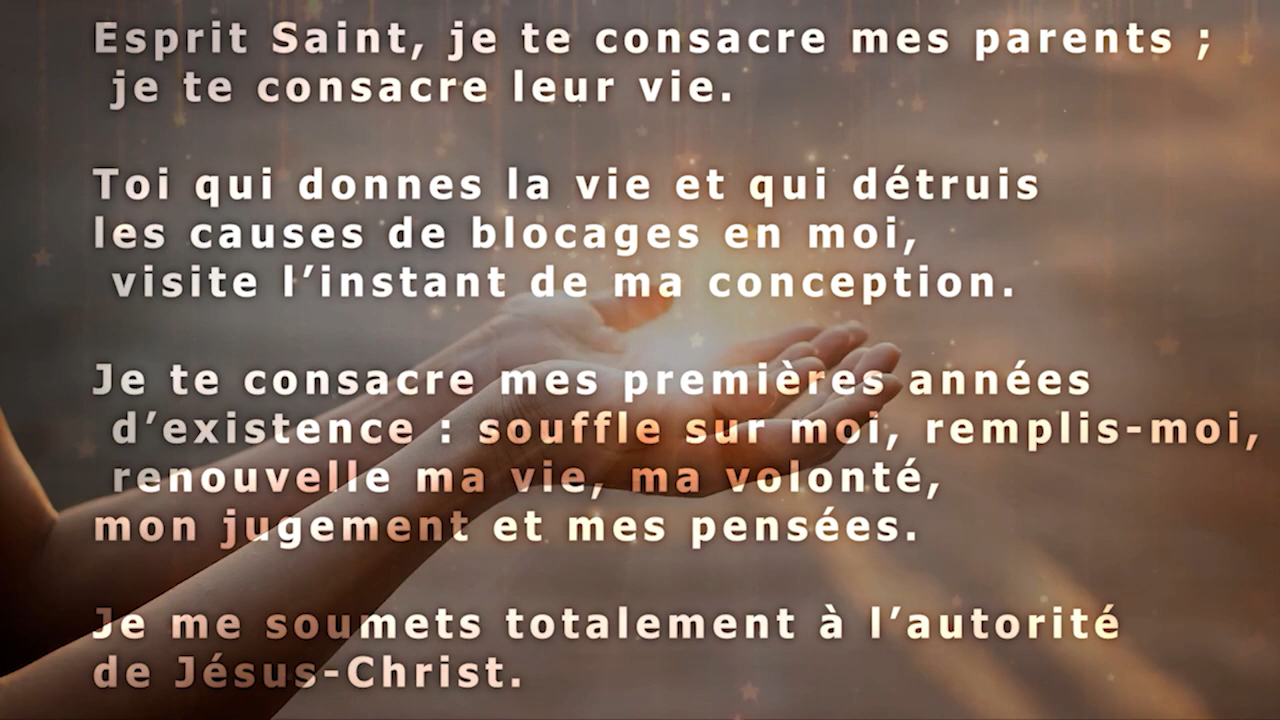 Esprit Saint, je te consacre mes parents ;
je te consacre leur vie.
Toi qui donnes la vie et qui détruis
les causes de blocages en moi,
visite l’instant de ma conception.
Je te consacre mes premières années
d’existence : souffle sur moi, remplis-moi,
renouvelle ma vie, ma volonté,
mon jugement et mes pensées.
Je me soumets totalement à l’autorité
de Jésus-Christ.